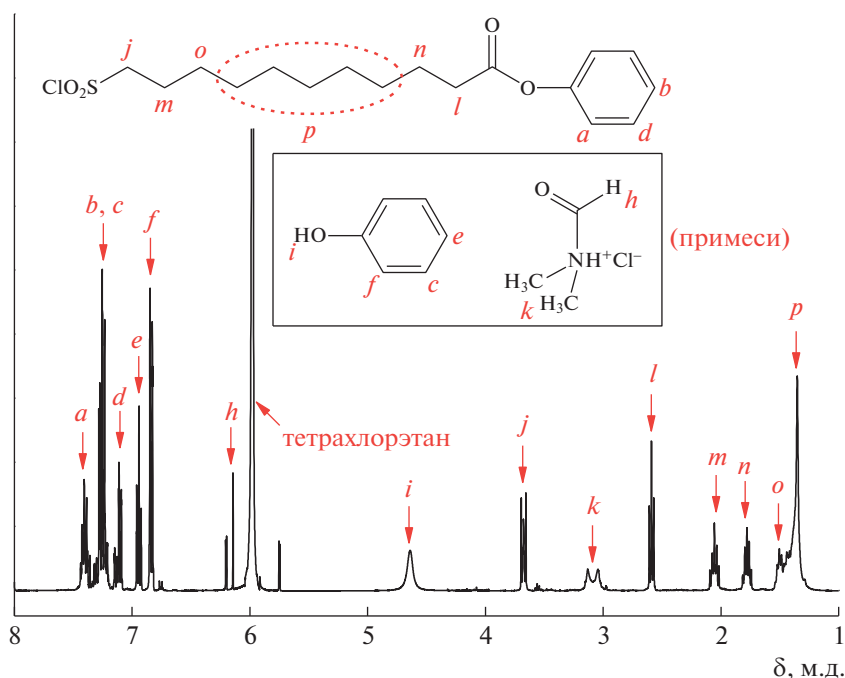 O
j o n
ClO₂S O b
m l
p a d
b, c f
O H
h
HO e (примеси)
i NH⁺Cl⁻
f c H₃C
H₃C
k
p
e
a d h l
тетрахлорэтан
j
i m n
k o
8 7 6 5 4 3 2 1
δ, м.д.